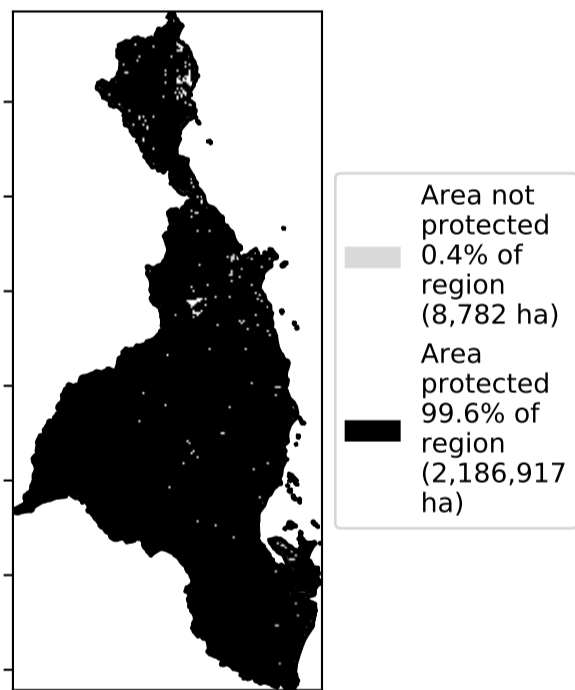 Area not
protected
0.4% of
region
(8,782 ha)
Area
protected
99.6% of
region
(2,186,917
ha)